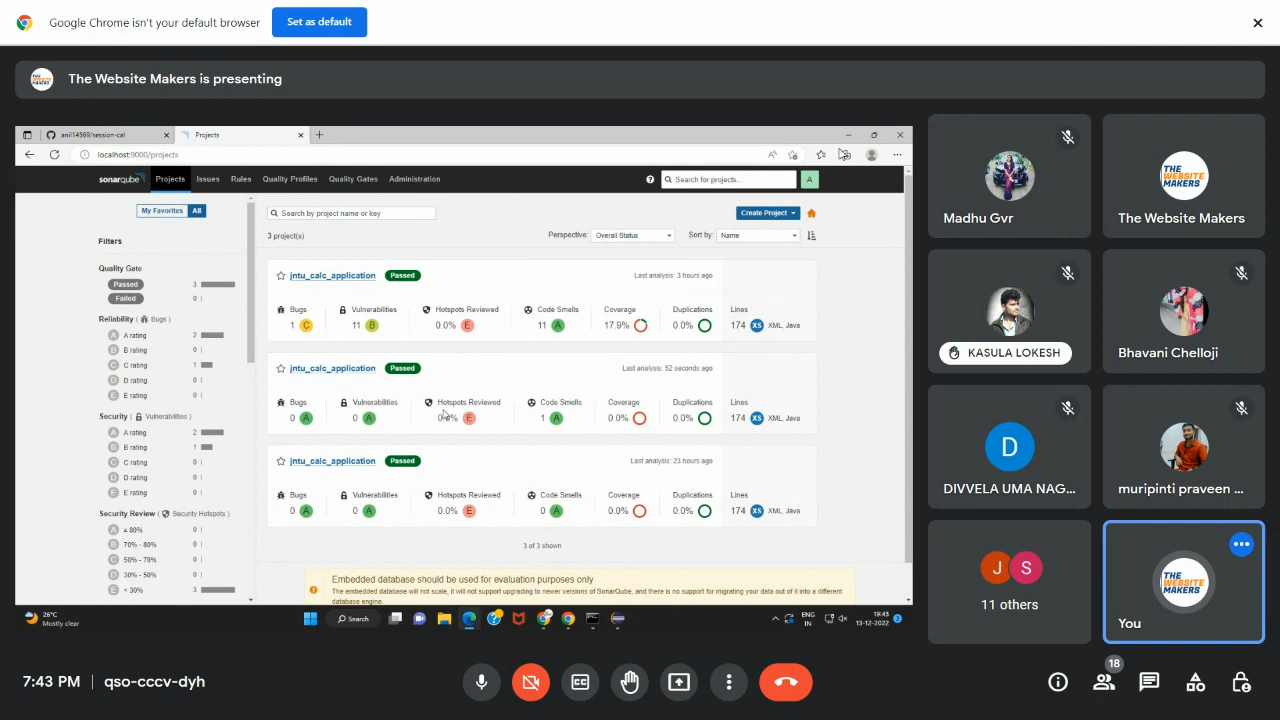 Google Chrome isn't your default browser
Set as default
THE WEBSITE MAKERS
The Website Makers is presenting
anil14569/session-cal
Projects
localhost:9000/projects
sonarqube
Projects
Issues
Rules
Quality Profiles
Quality Gates
Administration
Search for projects...
A
My Favorites
All
Search by project name or key
Create Project
3 project(s)
Perspective:
Overall Status
Sort by:
Name
Filters
Quality Gate
Passed
3
Failed
0
Reliability ( Bugs )
A rating
2
B rating
0
C rating
1
D rating
0
E rating
0
Security ( Vulnerabilities )
A rating
2
B rating
1
C rating
0
D rating
0
E rating
0
Security Review ( Security Hotspots )
≥ 80%
0
70% - 80%
0
50% - 70%
0
30% - 50%
0
< 30%
3
jntu_calc_application
Passed
Last analysis: 3 hours ago
Bugs
Vulnerabilities
Hotspots Reviewed
Code Smells
Coverage
Duplications
Lines
1 C
11 B
0.0% E
11 A
17.9%
0.0%
174 XS XML, Java
jntu_calc_application
Passed
Last analysis: 52 seconds ago
Bugs
Vulnerabilities
Hotspots Reviewed
Code Smells
Coverage
Duplications
Lines
0 A
0 A
0.0% E
1 A
0.0%
0.0%
174 XS XML, Java
jntu_calc_application
Passed
Last analysis: 23 hours ago
Bugs
Vulnerabilities
Hotspots Reviewed
Code Smells
Coverage
Duplications
Lines
0 A
0 A
0.0% E
0 A
0.0%
0.0%
174 XS XML, Java
3 of 3 shown
Embedded database should be used for evaluation purposes only
The embedded database will not scale, it will not support upgrading to newer versions of SonarQube, and there is no support for migrating your data out of it into a different
database engine.
26°C
Mostly clear
Search
ENG
IN
19:43
13-12-2022
3
Madhu Gvr
THE WEBSITE MAKERS
The Website Makers
KASULA LOKESH
Bhavani Chelloji
D
DIVVELA UMA NAG...
muripinti praveen ...
J
S
11 others
THE WEBSITE MAKERS
You
7:43 PM
qso-cccv-dyh
18